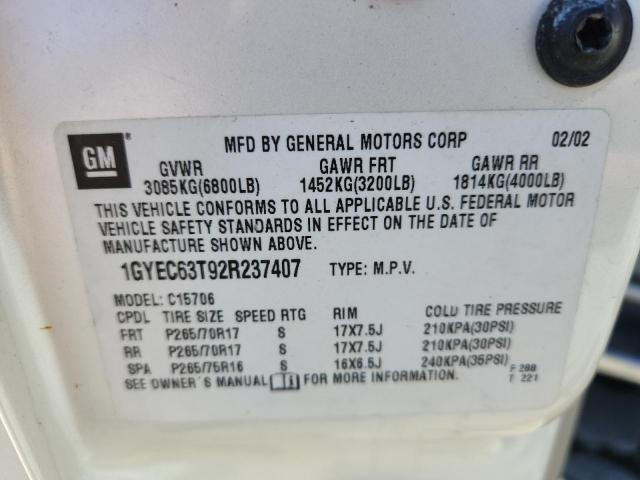 GM ® MFD BY GENERAL MOTORS CORP 02/02
GVWR GAWR FRT GAWR RR
3085KG(6800LB) 1452KG(3200LB) 1814KG(4000LB)
THIS VEHICLE CONFORMS TO ALL APPLICABLE U.S. FEDERAL MOTOR
VEHICLE SAFETY STANDARDS IN EFFECT ON THE DATE OF
MANUFACTURE SHOWN ABOVE.
1GYEC63T92R237407 TYPE: M.P.V.
MODEL: C15706
CPDL TIRE SIZE SPEED RTG RIM COLD TIRE PRESSURE
FRT P265/70R17 S 17X7.5J 210KPA(30PSI)
RR P265/70R17 S 17X7.5J 210KPA(30PSI)
SPA P265/75R16 S 16X6.5J 240KPA(35PSI)
SEE OWNER'S MANUAL FOR MORE INFORMATION.
F 288
T 221